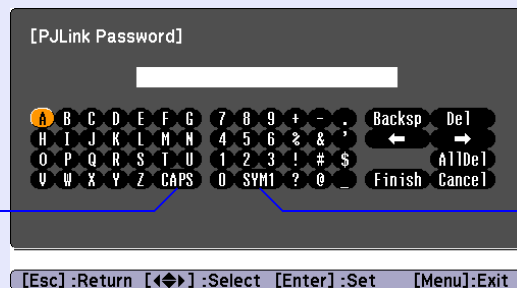 [PJLink Password]
A B C D E F G 7 8 9 + - . Backsp Del
H I J K L M N 4 5 6 % & ' ← →
O P Q R S T U 1 2 3 ! # $ AllDel
V W X Y Z CAPS 0 SYM1 ? @ _ Finish Cancel
[Esc] :Return [◀◆▶] :Select [Enter] :Set [Menu]:Exit